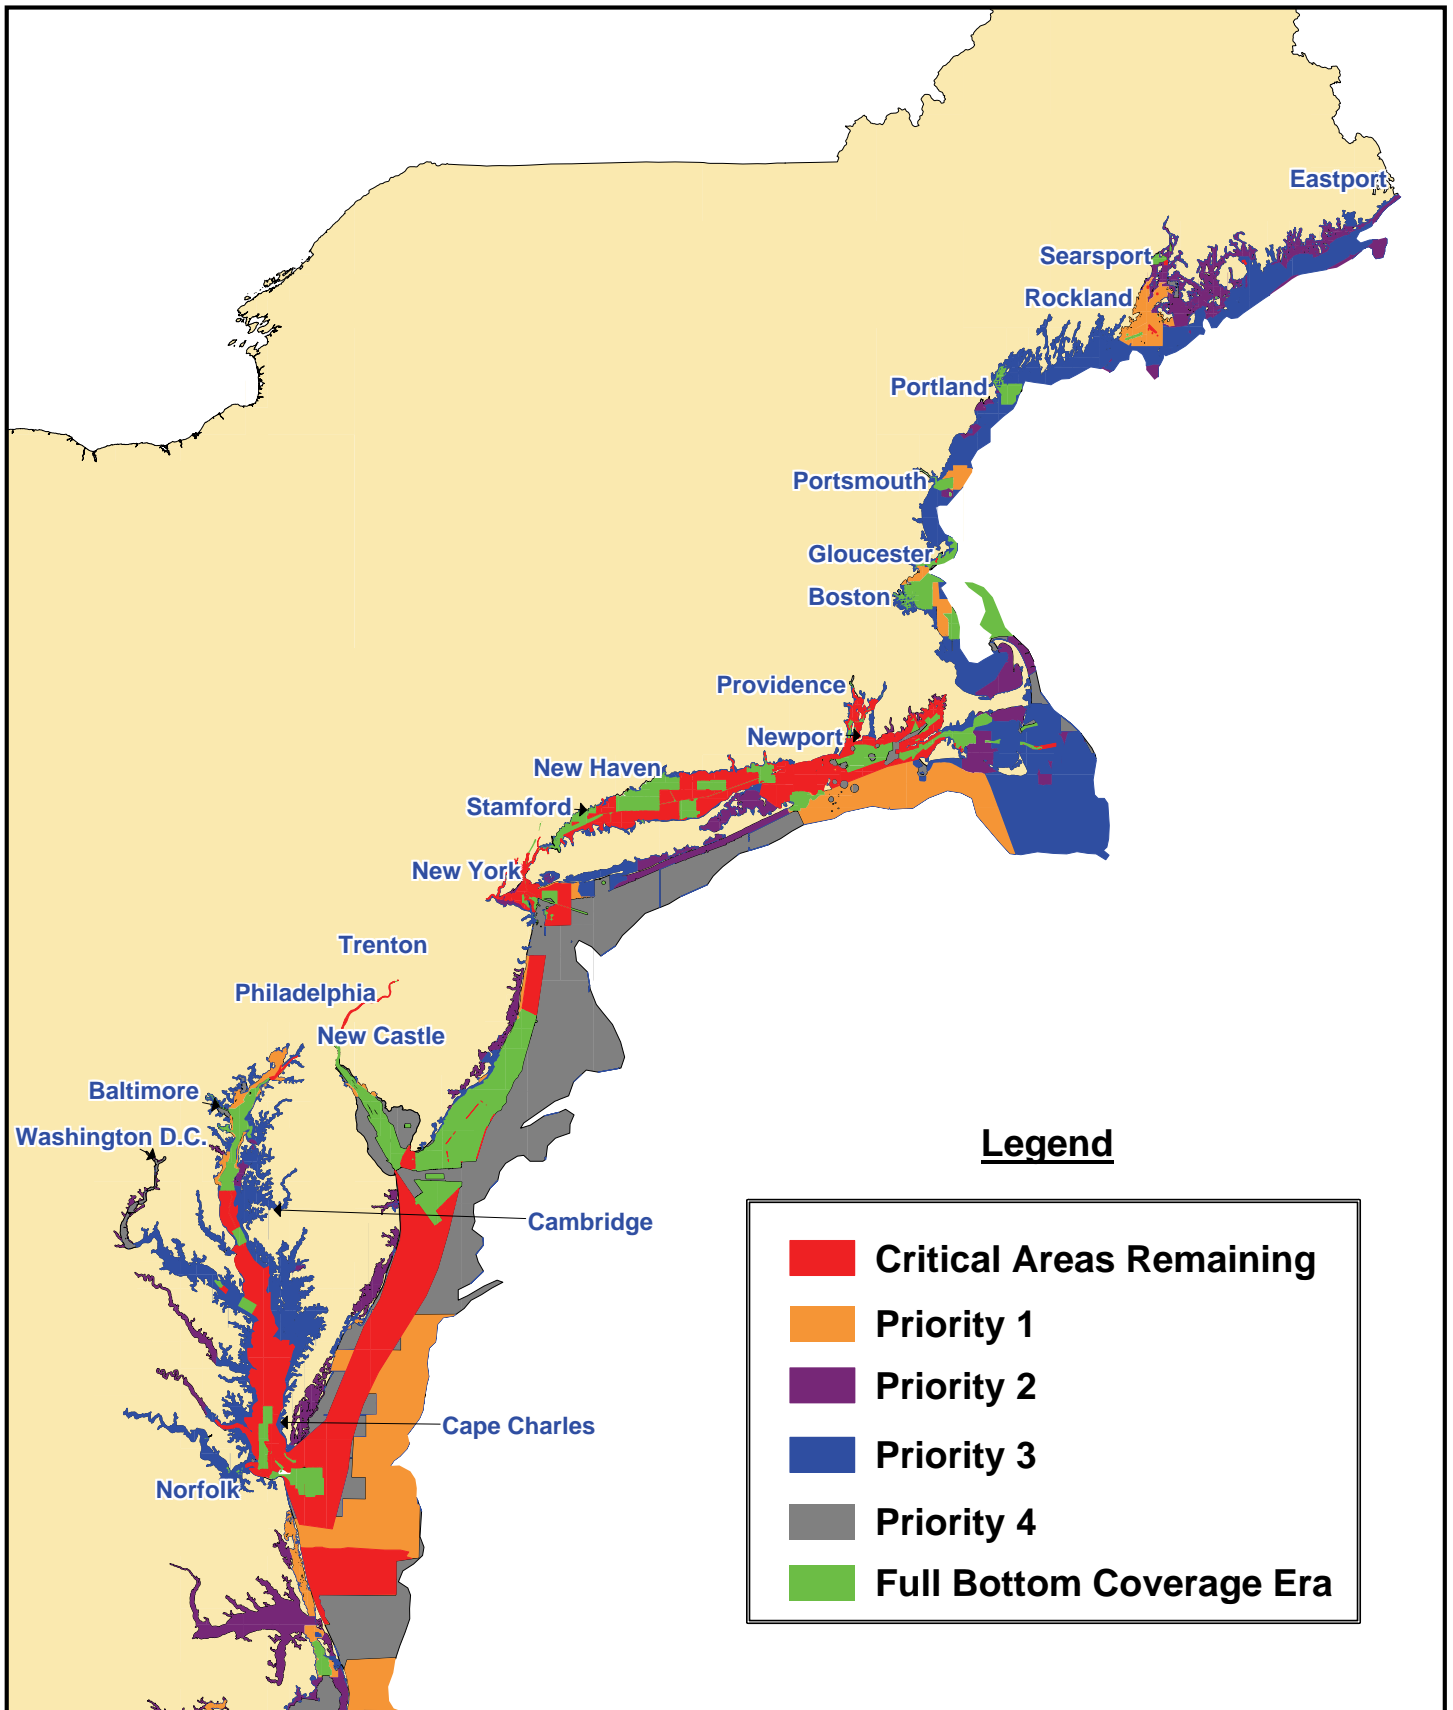 Eastport
Searsport
Rockland
Portland
Portsmouth
Gloucester
Boston
Providence
Newport
New Haven
Stamford
New York
Trenton
Philadelphia
New Castle
Baltimore
Washington D.C.
Cambridge
Cape Charles
Norfolk
Legend
Critical Areas Remaining
Priority 1
Priority 2
Priority 3
Priority 4
Full Bottom Coverage Era